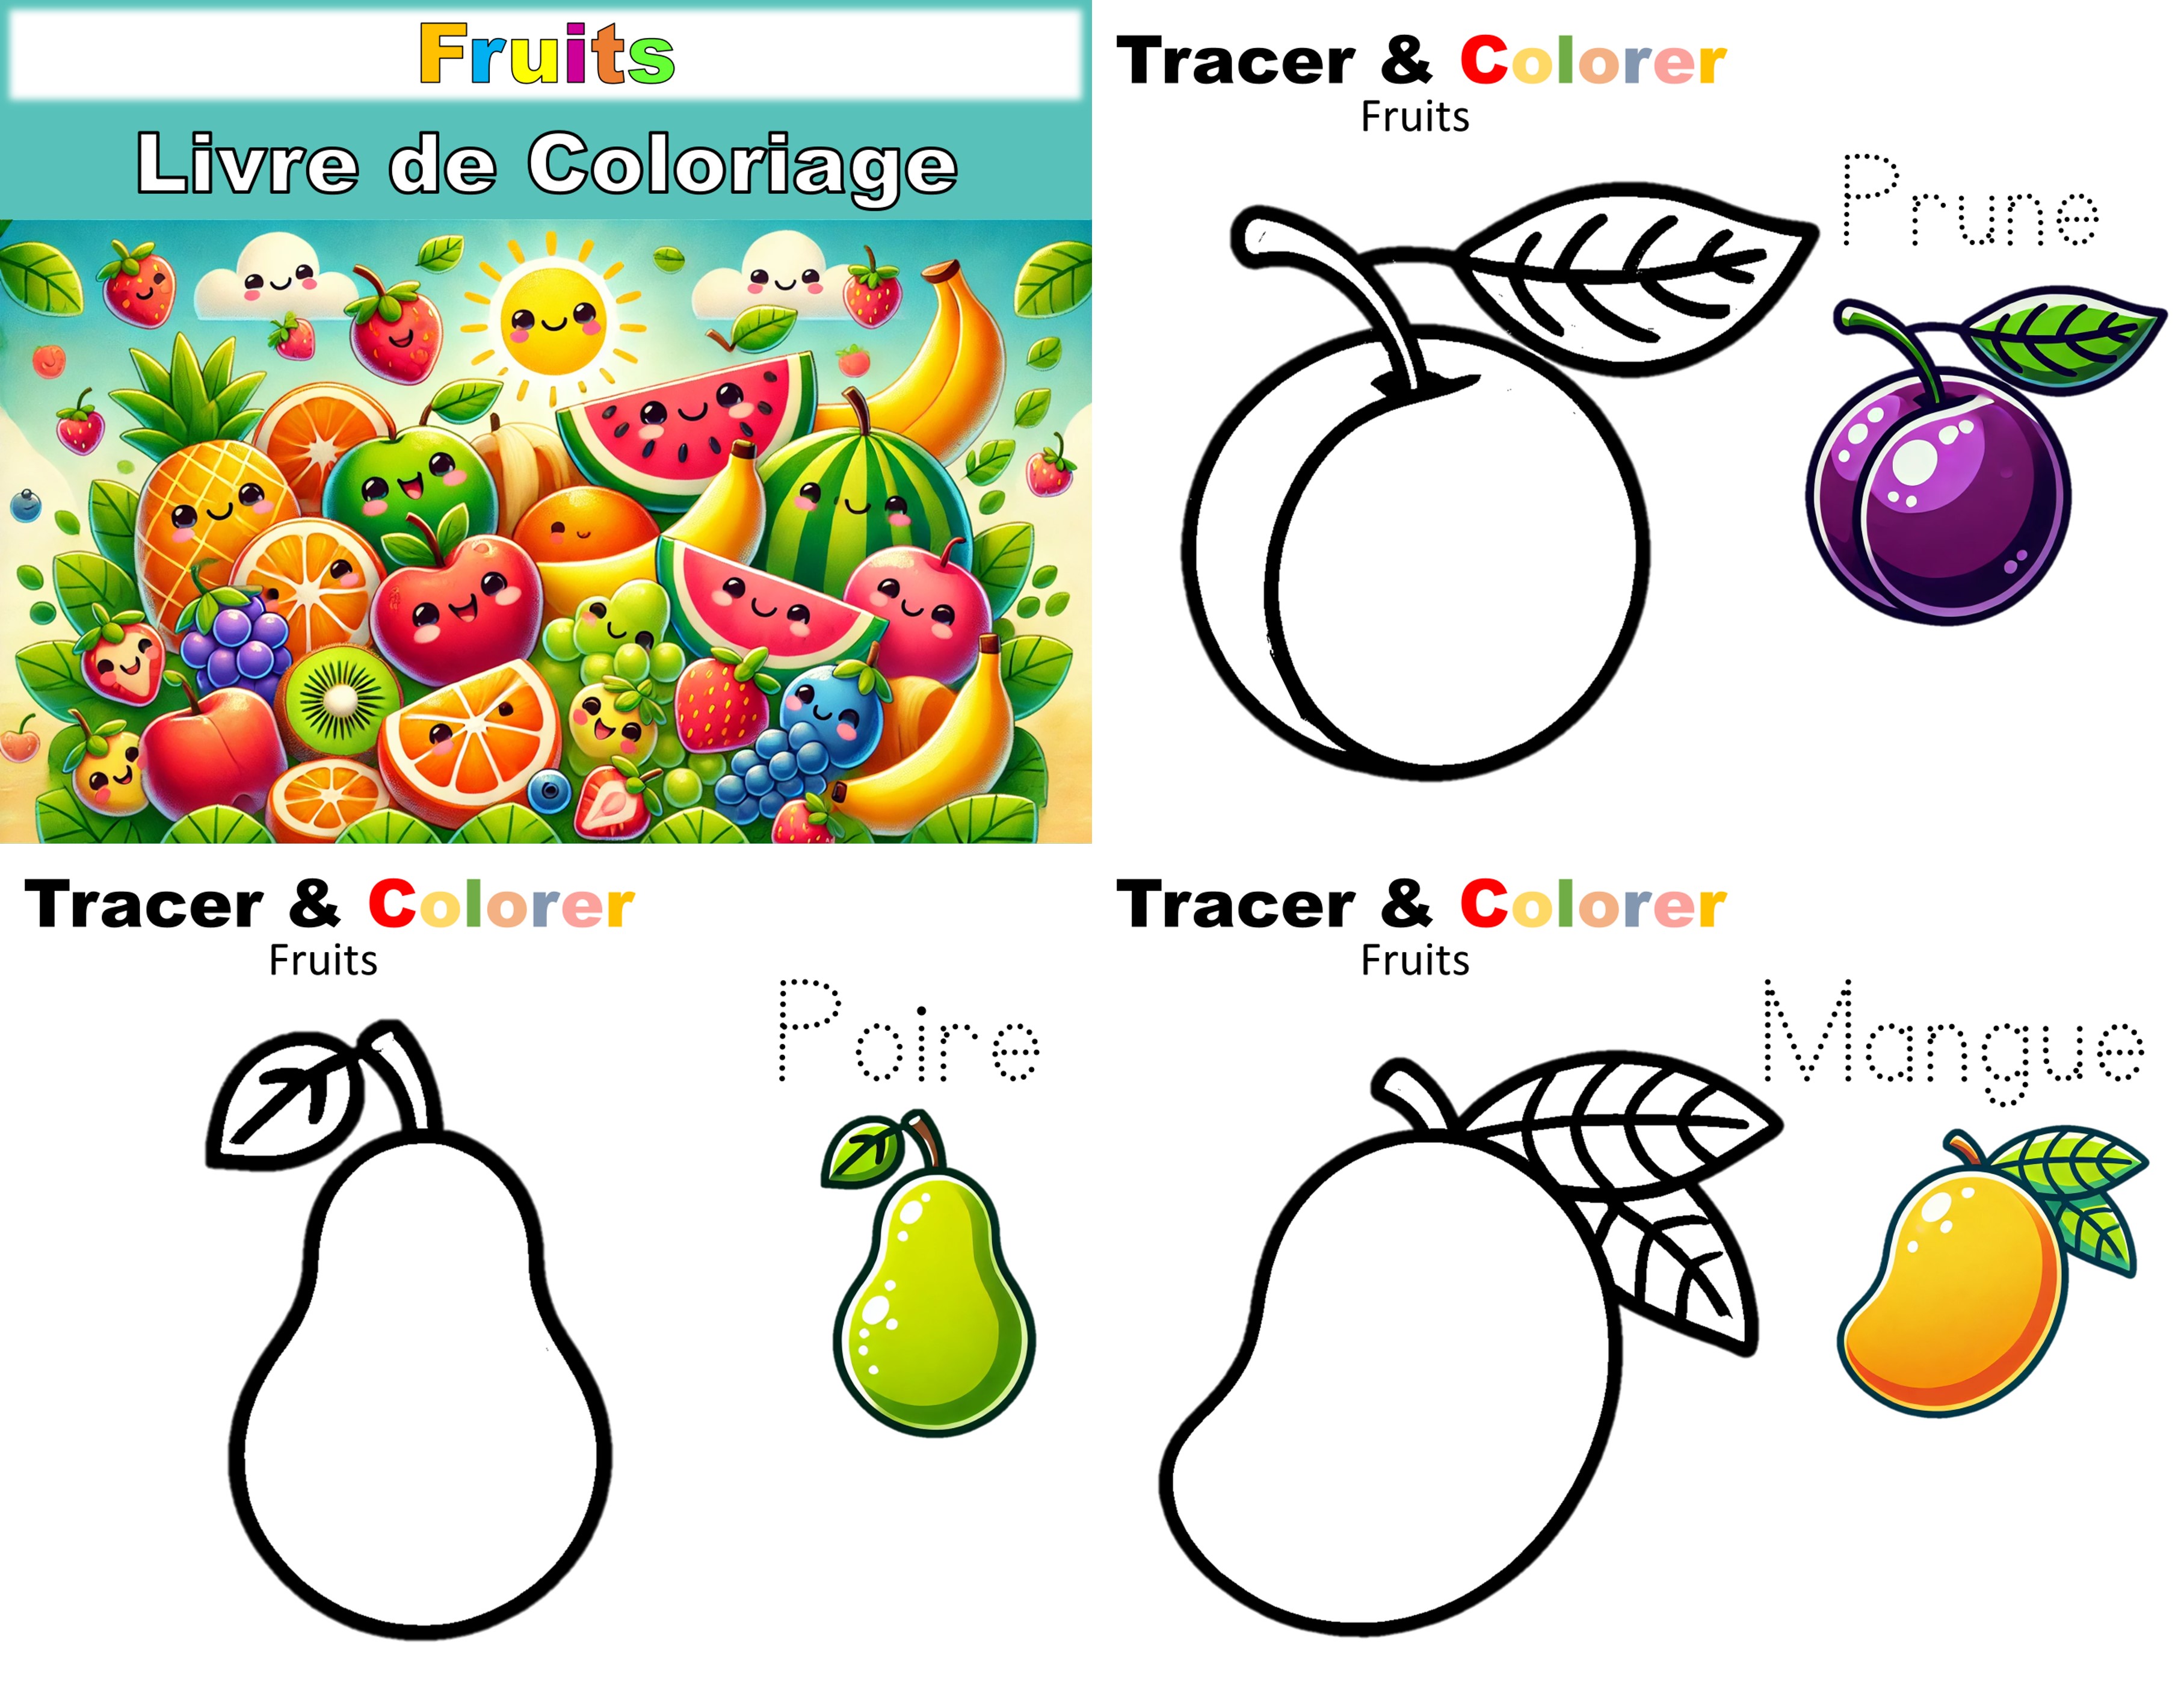 Fruits
Livre de Coloriage
Tracer & Colorer
Fruits
Prune
Tracer & Colorer
Fruits
Poire
Tracer & Colorer
Fruits
Mangue